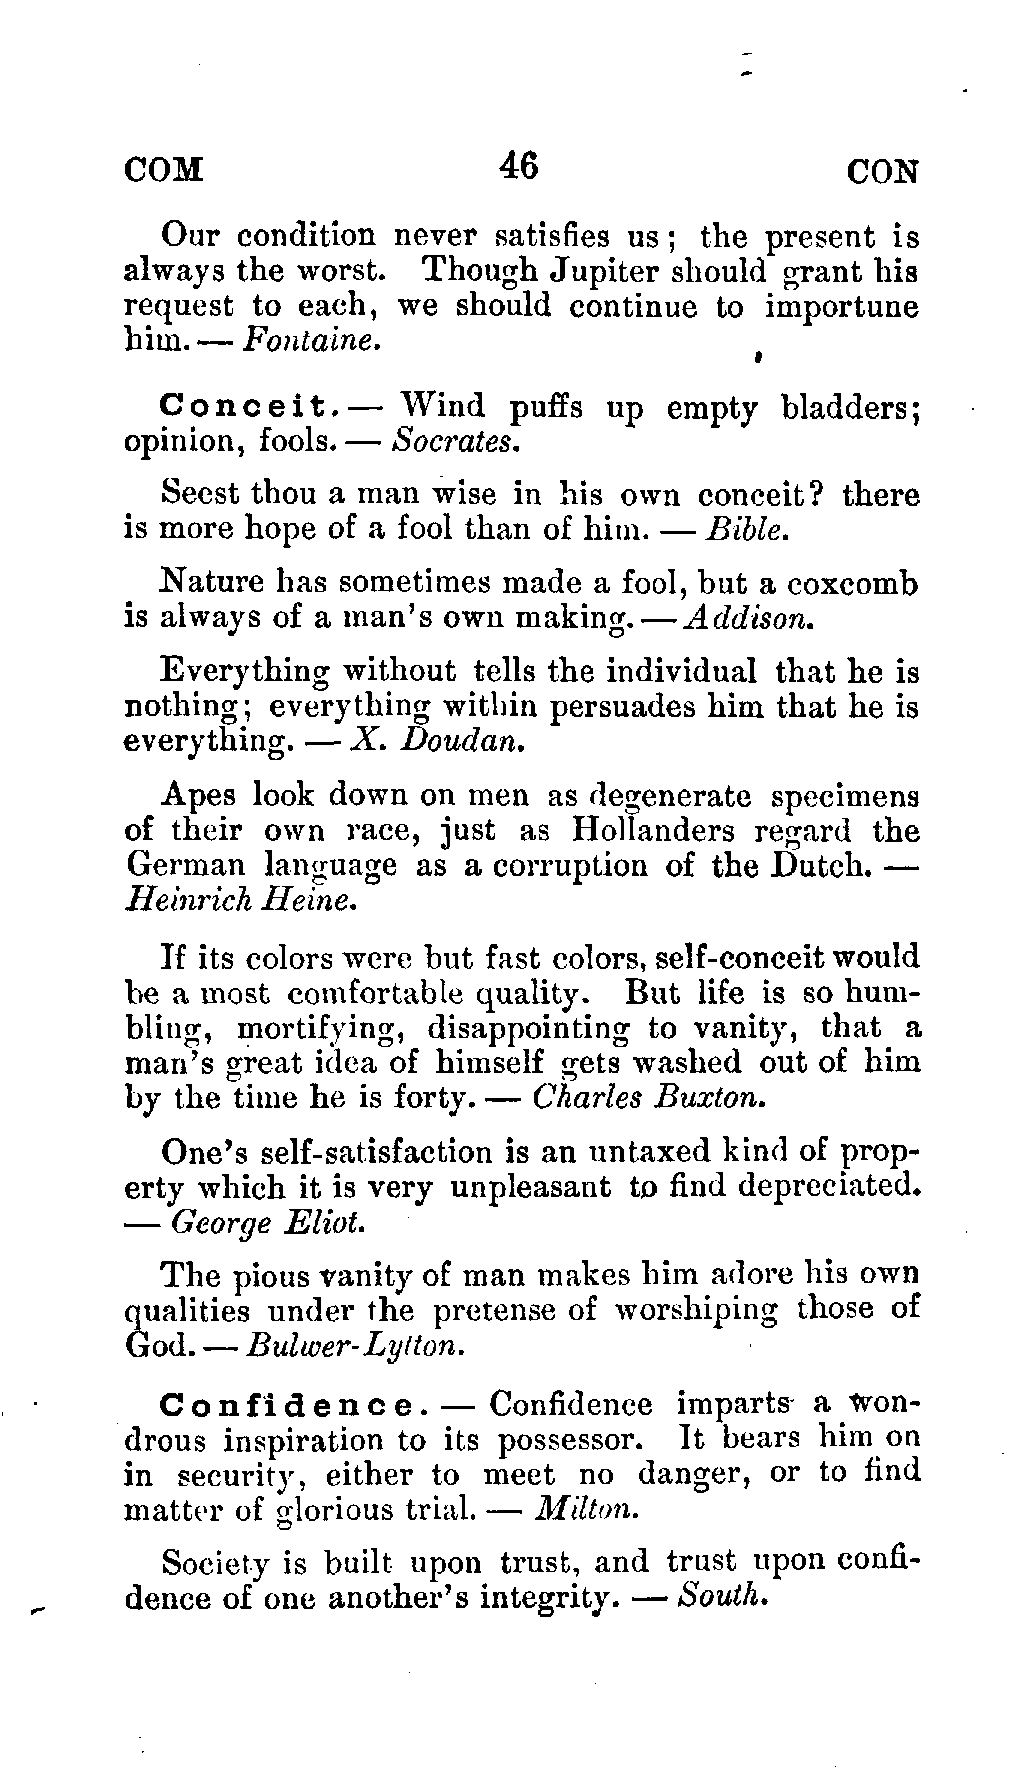 COM 46 CON
Our condition never satisfies us; the present is
always the worst. Though Jupiter should grant his
request to each, we should continue to importune
him. — Fontaine.
Conceit. — Wind puffs up empty bladders;
opinion, fools. — Socrates.
Seest thou a man wise in his own conceit? there
is more hope of a fool than of him. — Bible.
Nature has sometimes made a fool, but a coxcomb
is always of a man's own making. — Addison.
Everything without tells the individual that he is
nothing; everything within persuades him that he is
everything. — X. Doudan.
Apes look down on men as degenerate specimens
of their own race, just as Hollanders regard the
German language as a corruption of the Dutch. —
Heinrich Heine.
If its colors were but fast colors, self-conceit would
be a most comfortable quality. But life is so hum-
bling, mortifying, disappointing to vanity, that a
man's great idea of himself gets washed out of him
by the time he is forty. — Charles Buxton.
One's self-satisfaction is an untaxed kind of prop-
erty which it is very unpleasant to find depreciated.
— George Eliot.
The pious vanity of man makes him adore his own
qualities under the pretense of worshiping those of
God. — Bulwer-Lytton.
Confidence. — Confidence imparts a won-
drous inspiration to its possessor. It bears him on
in security, either to meet no danger, or to find
matter of glorious trial. — Milton.
Society is built upon trust, and trust upon confi-
dence of one another's integrity. — South.